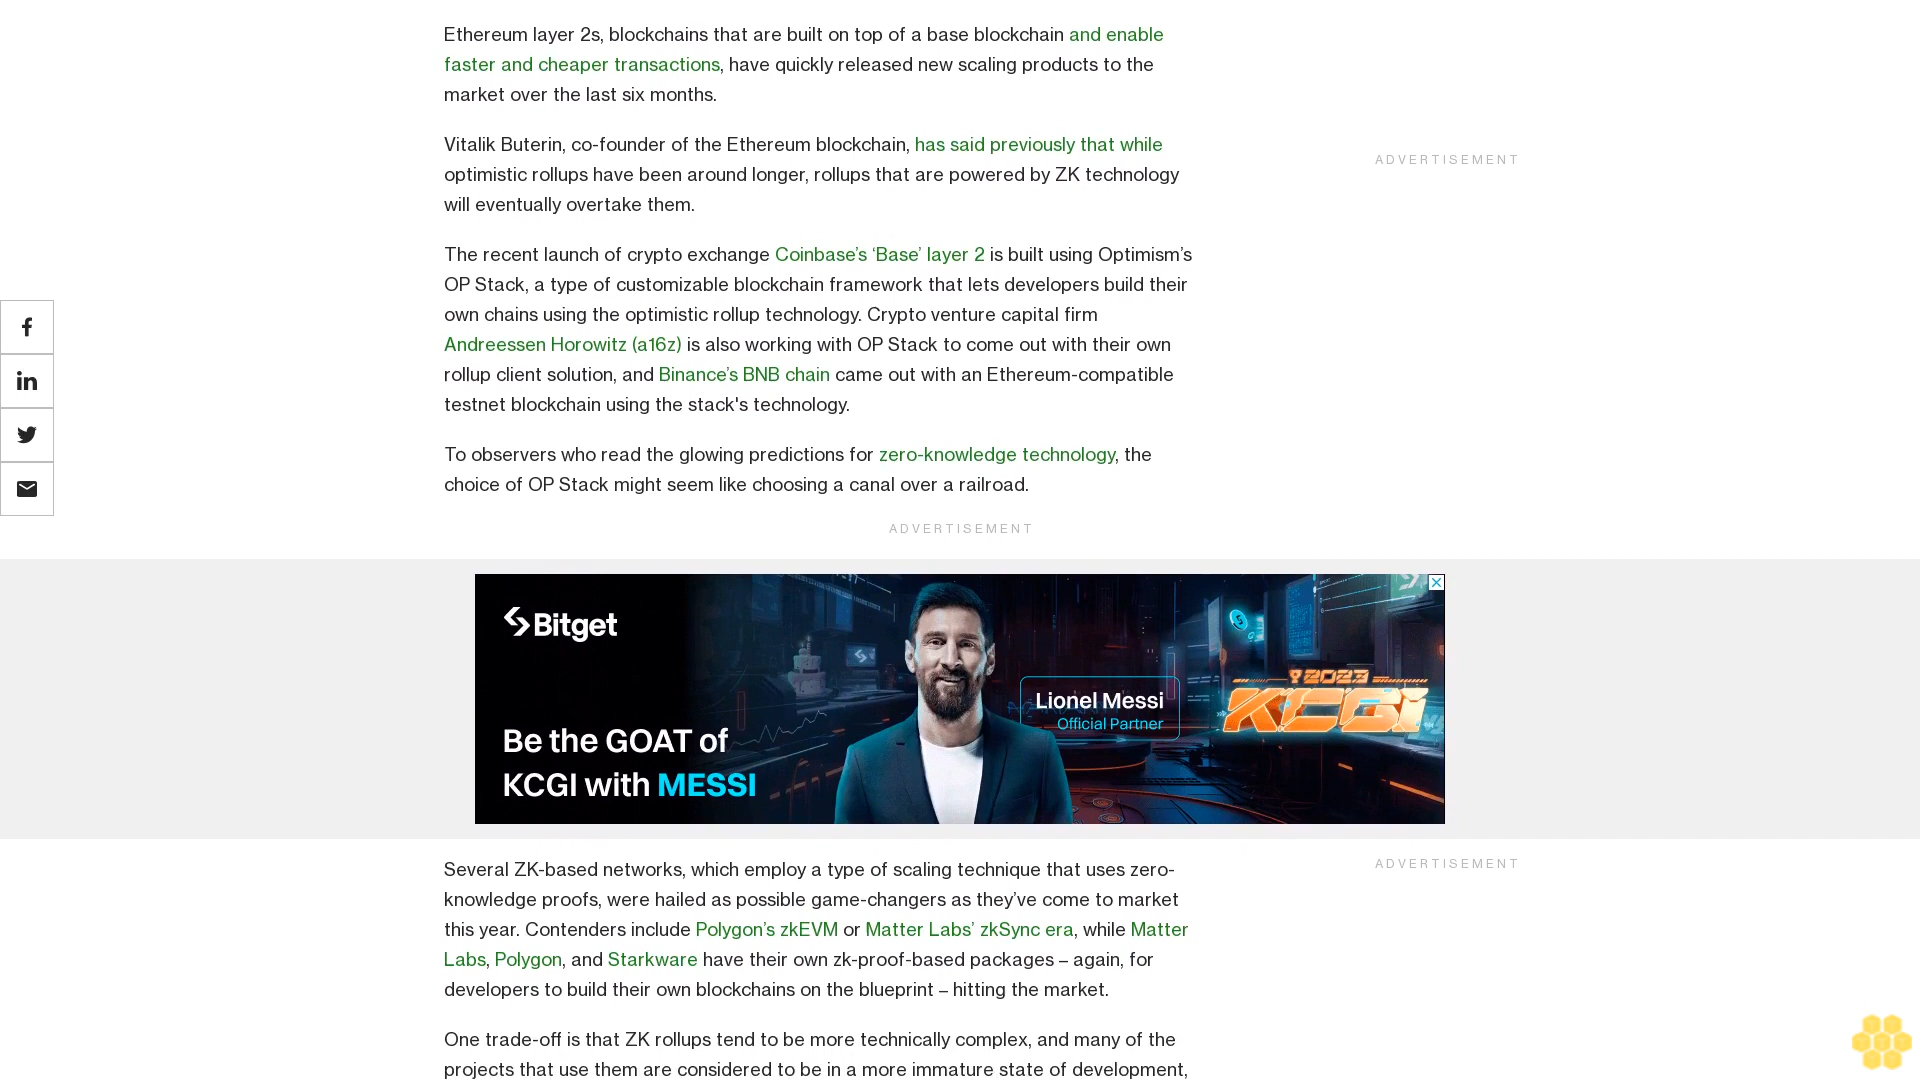 Ethereum layer 2s, blockchains that are built on top of a base blockchain and enable
faster and cheaper transactions, have quickly released new scaling products to the
market over the last six months.
Vitalik Buterin, co-founder of the Ethereum blockchain, has said previously that while
optimistic rollups have been around longer, rollups that are powered by ZK technology
will eventually overtake them.
ADVERTISEMENT
The recent launch of crypto exchange Coinbase’s ‘Base’ layer 2 is built using Optimism’s
OP Stack, a type of customizable blockchain framework that lets developers build their
own chains using the optimistic rollup technology. Crypto venture capital firm
Andreessen Horowitz (a16z) is also working with OP Stack to come out with their own
rollup client solution, and Binance’s BNB chain came out with an Ethereum-compatible
testnet blockchain using the stack's technology.
To observers who read the glowing predictions for zero-knowledge technology, the
choice of OP Stack might seem like choosing a canal over a railroad.
ADVERTISEMENT
Bitget
Be the GOAT of
KCGI with MESSI
Lionel Messi
Official Partner
Y2023
KCGI
Several ZK-based networks, which employ a type of scaling technique that uses zero-
knowledge proofs, were hailed as possible game-changers as they’ve come to market
this year. Contenders include Polygon’s zkEVM or Matter Labs’ zkSync era, while Matter
Labs, Polygon, and Starkware have their own zk-proof-based packages – again, for
developers to build their own blockchains on the blueprint – hitting the market.
ADVERTISEMENT
One trade-off is that ZK rollups tend to be more technically complex, and many of the
projects that use them are considered to be in a more immature state of development,